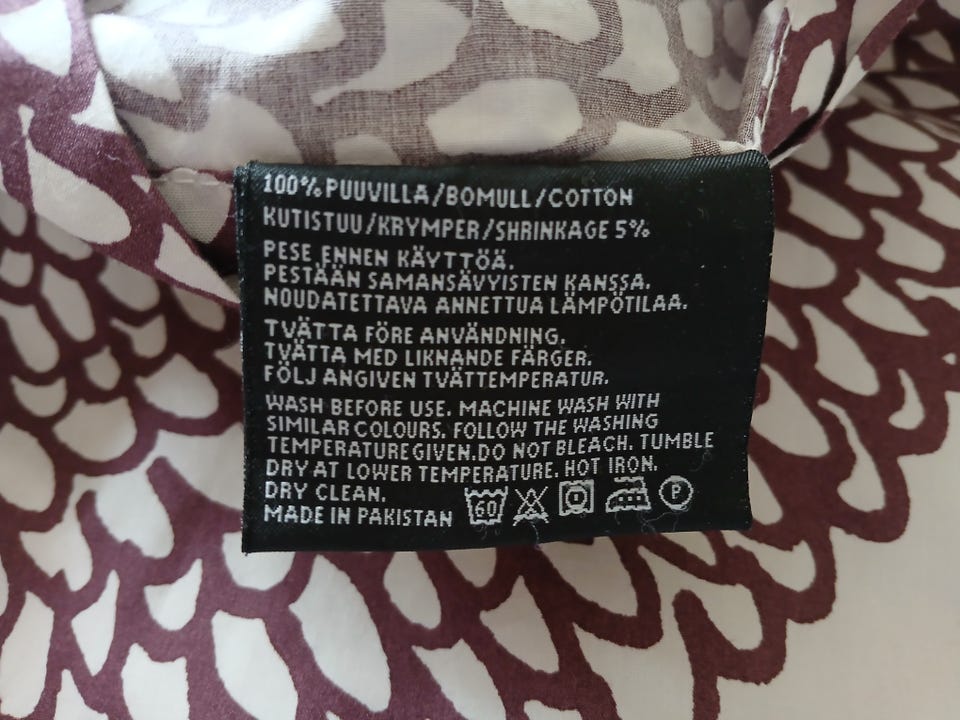 100% PUUVILLA/BOMULL/COTTON
KUTISTUU/KRYMPER/SHRINKAGE 5%
PESE ENNEN KÄYTTÖÄ.
PESTÄÄN SAMANSÄVYISTEN KANSSA.
NOUDATETTAVA ANNETTUA LÄMPÖTILAA.
TVÄTTA FÖRE ANVÄNDNING.
TVÄTTA MED LIKNANDE FÄRGER.
FÖLJ ANGIVEN TVÄTTEMPERATUR.
WASH BEFORE USE. MACHINE WASH WITH
SIMILAR COLOURS. FOLLOW THE WASHING
TEMPERATURE GIVEN.DO NOT BLEACH. TUMBLE
DRY AT LOWER TEMPERATURE. HOT IRON.
DRY CLEAN.
MADE IN PAKISTAN 60 P